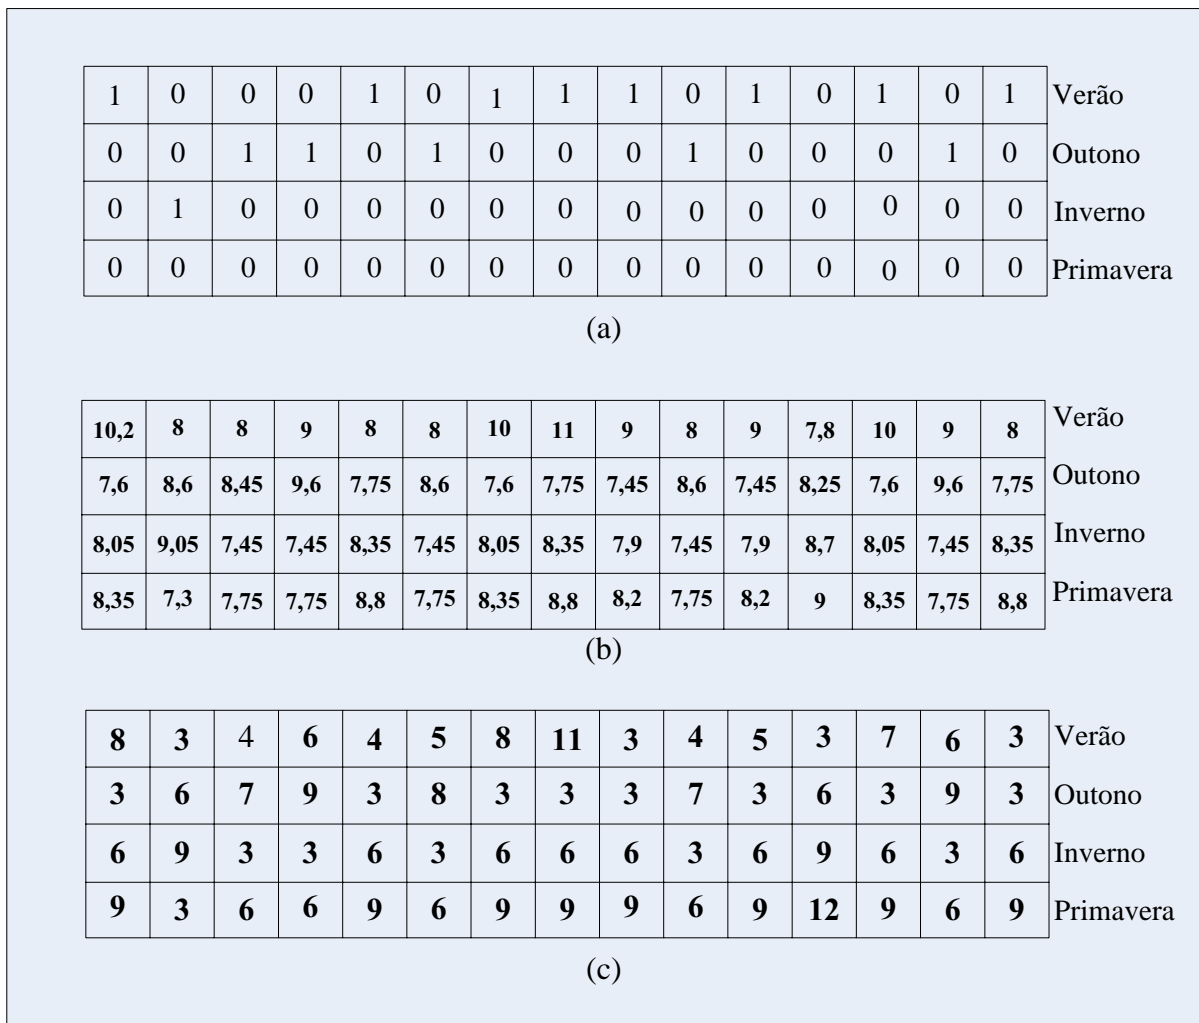 1 0 0 0 1 0 1 1 1 0 1 0 1 0 1 Verão
0 0 1 1 0 1 0 0 0 1 0 0 0 1 0 Outono
0 1 0 0 0 0 0 0 0 0 0 0 0 0 0 Inverno
0 0 0 0 0 0 0 0 0 0 0 0 0 0 0 Primavera
(a)
10,2 8 8 9 8 8 10 11 9 8 9 7,8 10 9 8 Verão
7,6 8,6 8,45 9,6 7,75 8,6 7,6 7,75 7,45 8,6 7,45 8,25 7,6 9,6 7,75 Outono
8,05 9,05 7,45 7,45 8,35 7,45 8,05 8,35 7,9 7,45 7,9 8,7 8,05 7,45 8,35 Inverno
8,35 7,3 7,75 7,75 8,8 7,75 8,35 8,8 8,2 7,75 8,2 9 8,35 7,75 8,8 Primavera
(b)
8 3 4 6 4 5 8 11 3 4 5 3 7 6 3 Verão
3 6 7 9 3 8 3 3 3 7 3 6 3 9 3 Outono
6 9 3 3 6 3 6 6 6 3 6 9 6 3 6 Inverno
9 3 6 6 9 6 9 9 9 6 9 12 9 6 9 Primavera
(c)